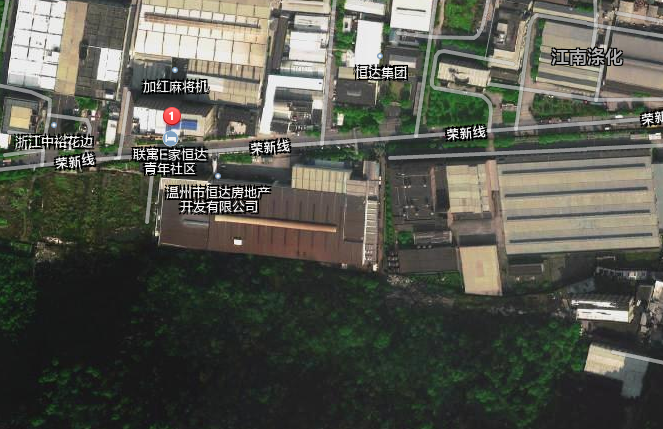 江南涤化
恒达集团
加红麻将机
1
荣新线
荣新
浙江中裕花边
荣新线
荣新线
联寓E家恒达
青年社区
温州市恒达房地产
开发有限公司